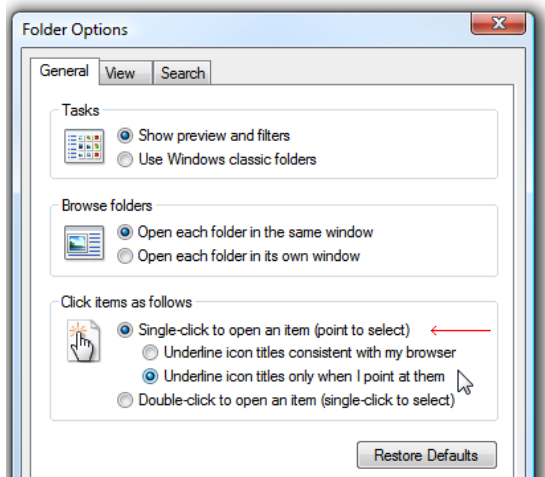 Folder Options
General
View
Search
Tasks
Show preview and filters
Use Windows classic folders
Browse folders
Open each folder in the same window
Open each folder in its own window
Click items as follows
Single-click to open an item (point to select)
Underline icon titles consistent with my browser
Underline icon titles only when I point at them
Double-click to open an item (single-click to select)
Restore Defaults